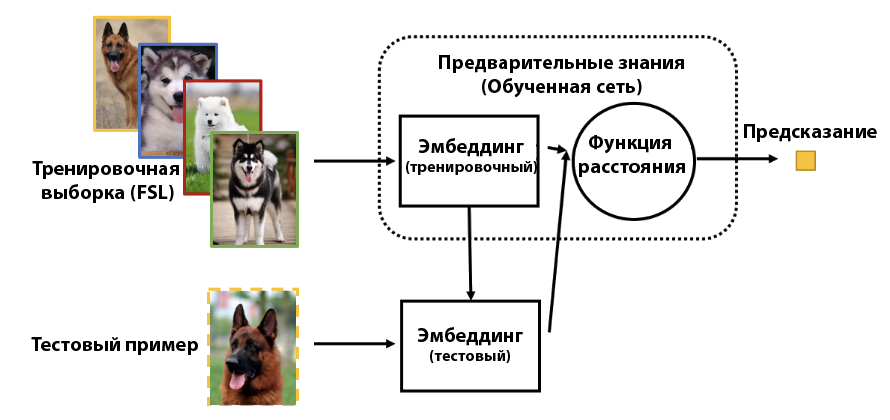 Предварительные знания
(Обученная сеть)
Эмбеддинг
(тренировочный)
Функция
расстояния
Предсказание
Тренировочная
выборка (FSL)
Тестовый пример
Эмбеддинг
(тестовый)